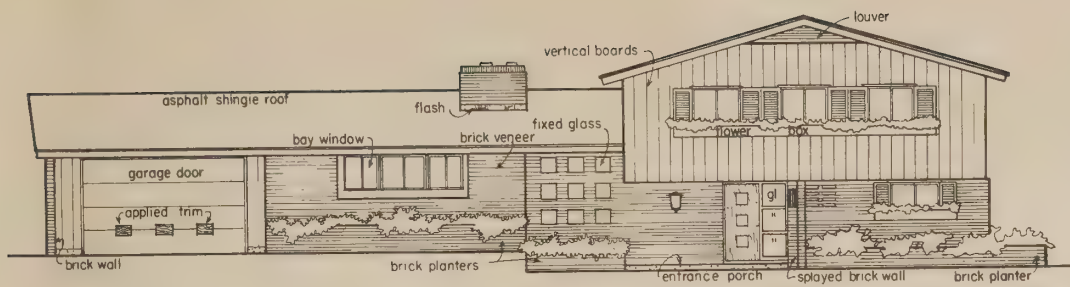 louver
vertical boards
asphalt shingle roof
flash
fixed glass
bay window
brick veneer
flower box
garage door
gl
applied trim
"
"
brick wall
brick planters
entrance porch
splayed brick wall
brick planter